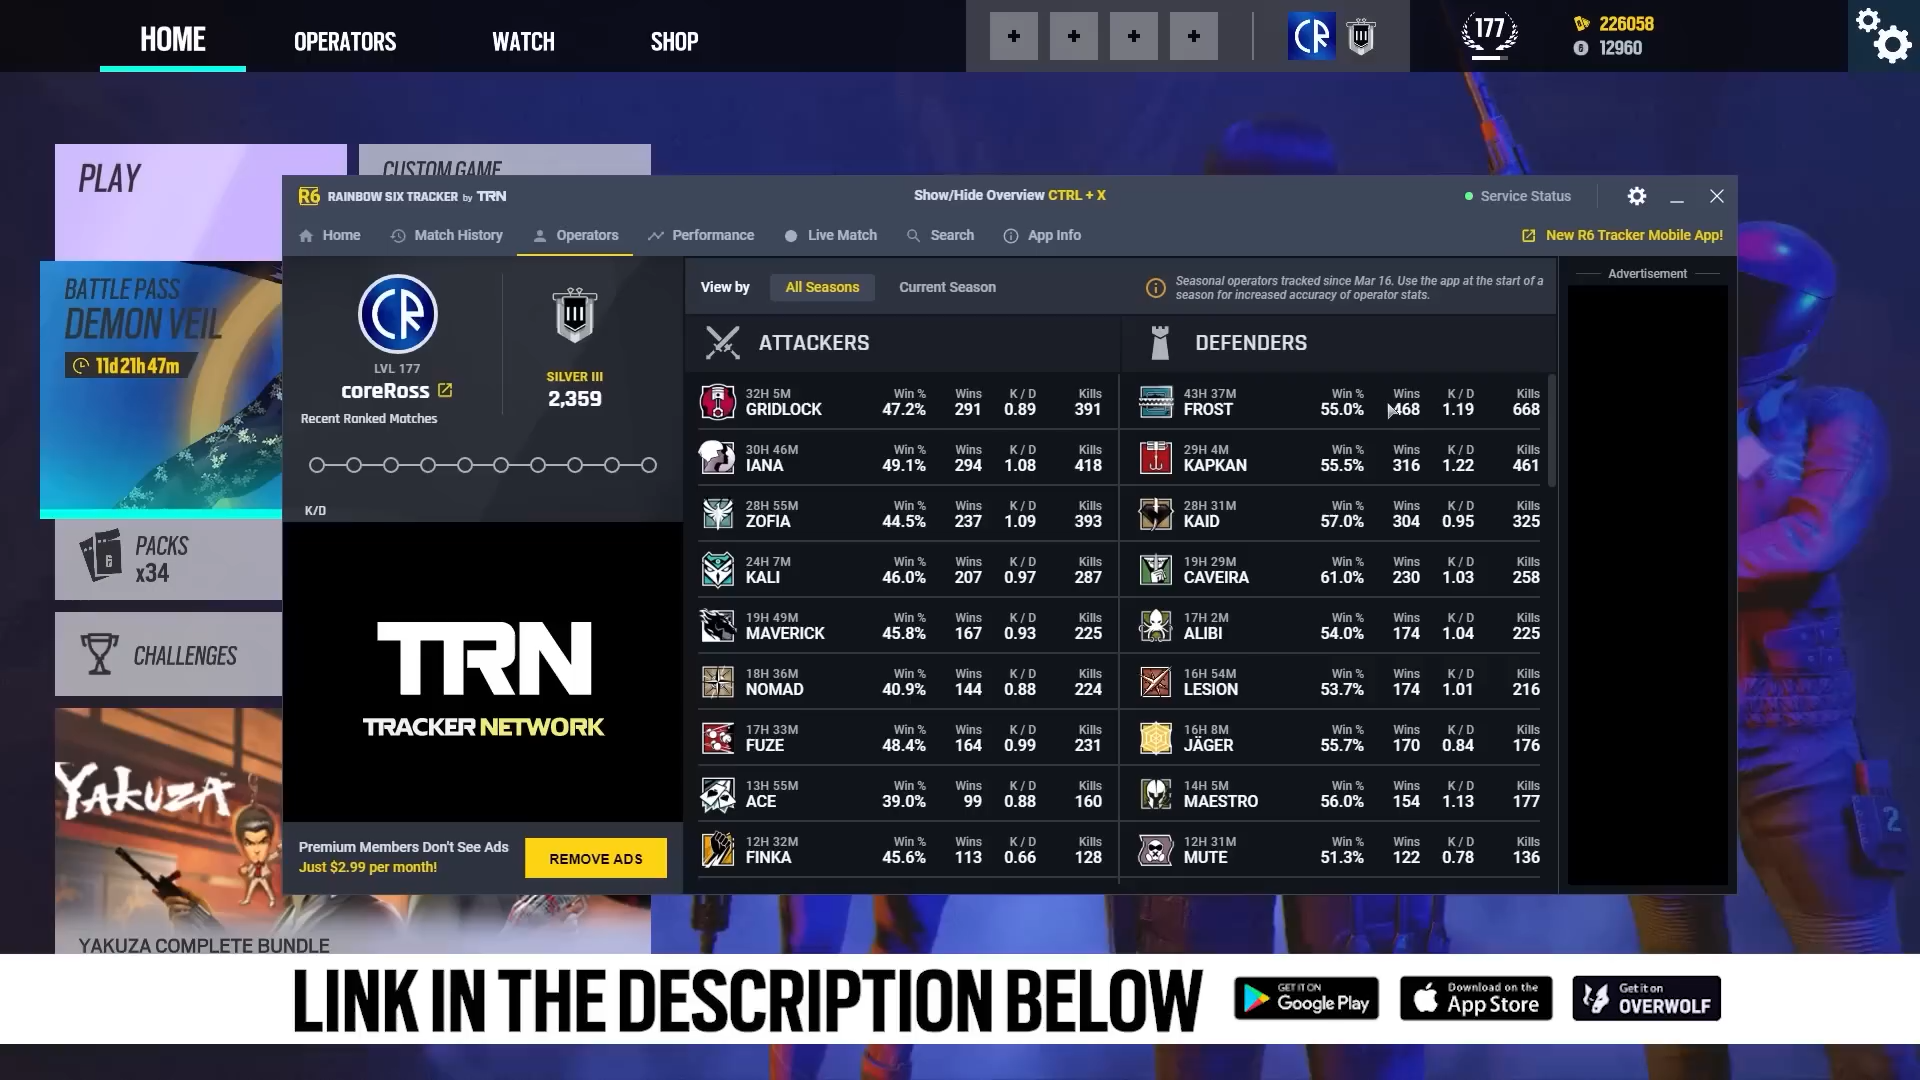 HOME
OPERATORS
WATCH
SHOP
CR
III
177
226058
12960
PLAY
CUSTOM GAME
BATTLE PASS
DEMON VEIL
11d 21h 47m
PACKS
x34
CHALLENGES
YAKUZA
YAKUZA COMPLETE BUNDLE
R6 RAINBOW SIX TRACKER by TRN
Show/Hide Overview CTRL + X
Service Status
Home
Match History
Operators
Performance
Live Match
Search
App Info
New R6 Tracker Mobile App!
CR
LVL 177
coreRoss
III
SILVER III
2,359
Recent Ranked Matches
K/D
TRN
TRACKER NETWORK
Premium Members Don't See Ads
Just $2.99 per month!
REMOVE ADS
View by
All Seasons
Current Season
Seasonal operators tracked since Mar 16. Use the app at the start of a
season for increased accuracy of operator stats.
Advertisement
ATTACKERS
32H 5M Win % Wins K / D Kills
GRIDLOCK 47.2% 291 0.89 391
30H 46M Win % Wins K / D Kills
IANA 49.1% 294 1.08 418
28H 55M Win % Wins K / D Kills
ZOFIA 44.5% 237 1.09 393
24H 7M Win % Wins K / D Kills
KALI 46.0% 207 0.97 287
19H 49M Win % Wins K / D Kills
MAVERICK 45.8% 167 0.93 225
18H 36M Win % Wins K / D Kills
NOMAD 40.9% 144 0.88 224
17H 33M Win % Wins K / D Kills
FUZE 48.4% 164 0.99 231
13H 55M Win % Wins K / D Kills
ACE 39.0% 99 0.88 160
12H 32M Win % Wins K / D Kills
FINKA 45.6% 113 0.66 128
DEFENDERS
43H 37M Win % Wins K / D Kills
FROST 55.0% 468 1.19 668
29H 4M Win % Wins K / D Kills
KAPKAN 55.5% 316 1.22 461
28H 31M Win % Wins K / D Kills
KAID 57.0% 304 0.95 325
19H 29M Win % Wins K / D Kills
CAVEIRA 61.0% 230 1.03 258
17H 2M Win % Wins K / D Kills
ALIBI 54.0% 174 1.04 225
16H 54M Win % Wins K / D Kills
LESION 53.7% 174 1.01 216
16H 8M Win % Wins K / D Kills
JÄGER 55.7% 170 0.84 176
14H 5M Win % Wins K / D Kills
MAESTRO 56.0% 154 1.13 177
12H 31M Win % Wins K / D Kills
MUTE 51.3% 122 0.78 136
2
LINK IN THE DESCRIPTION BELOW
GET IT ON
Google Play
Download on the
App Store
Get it on
OVERWOLF